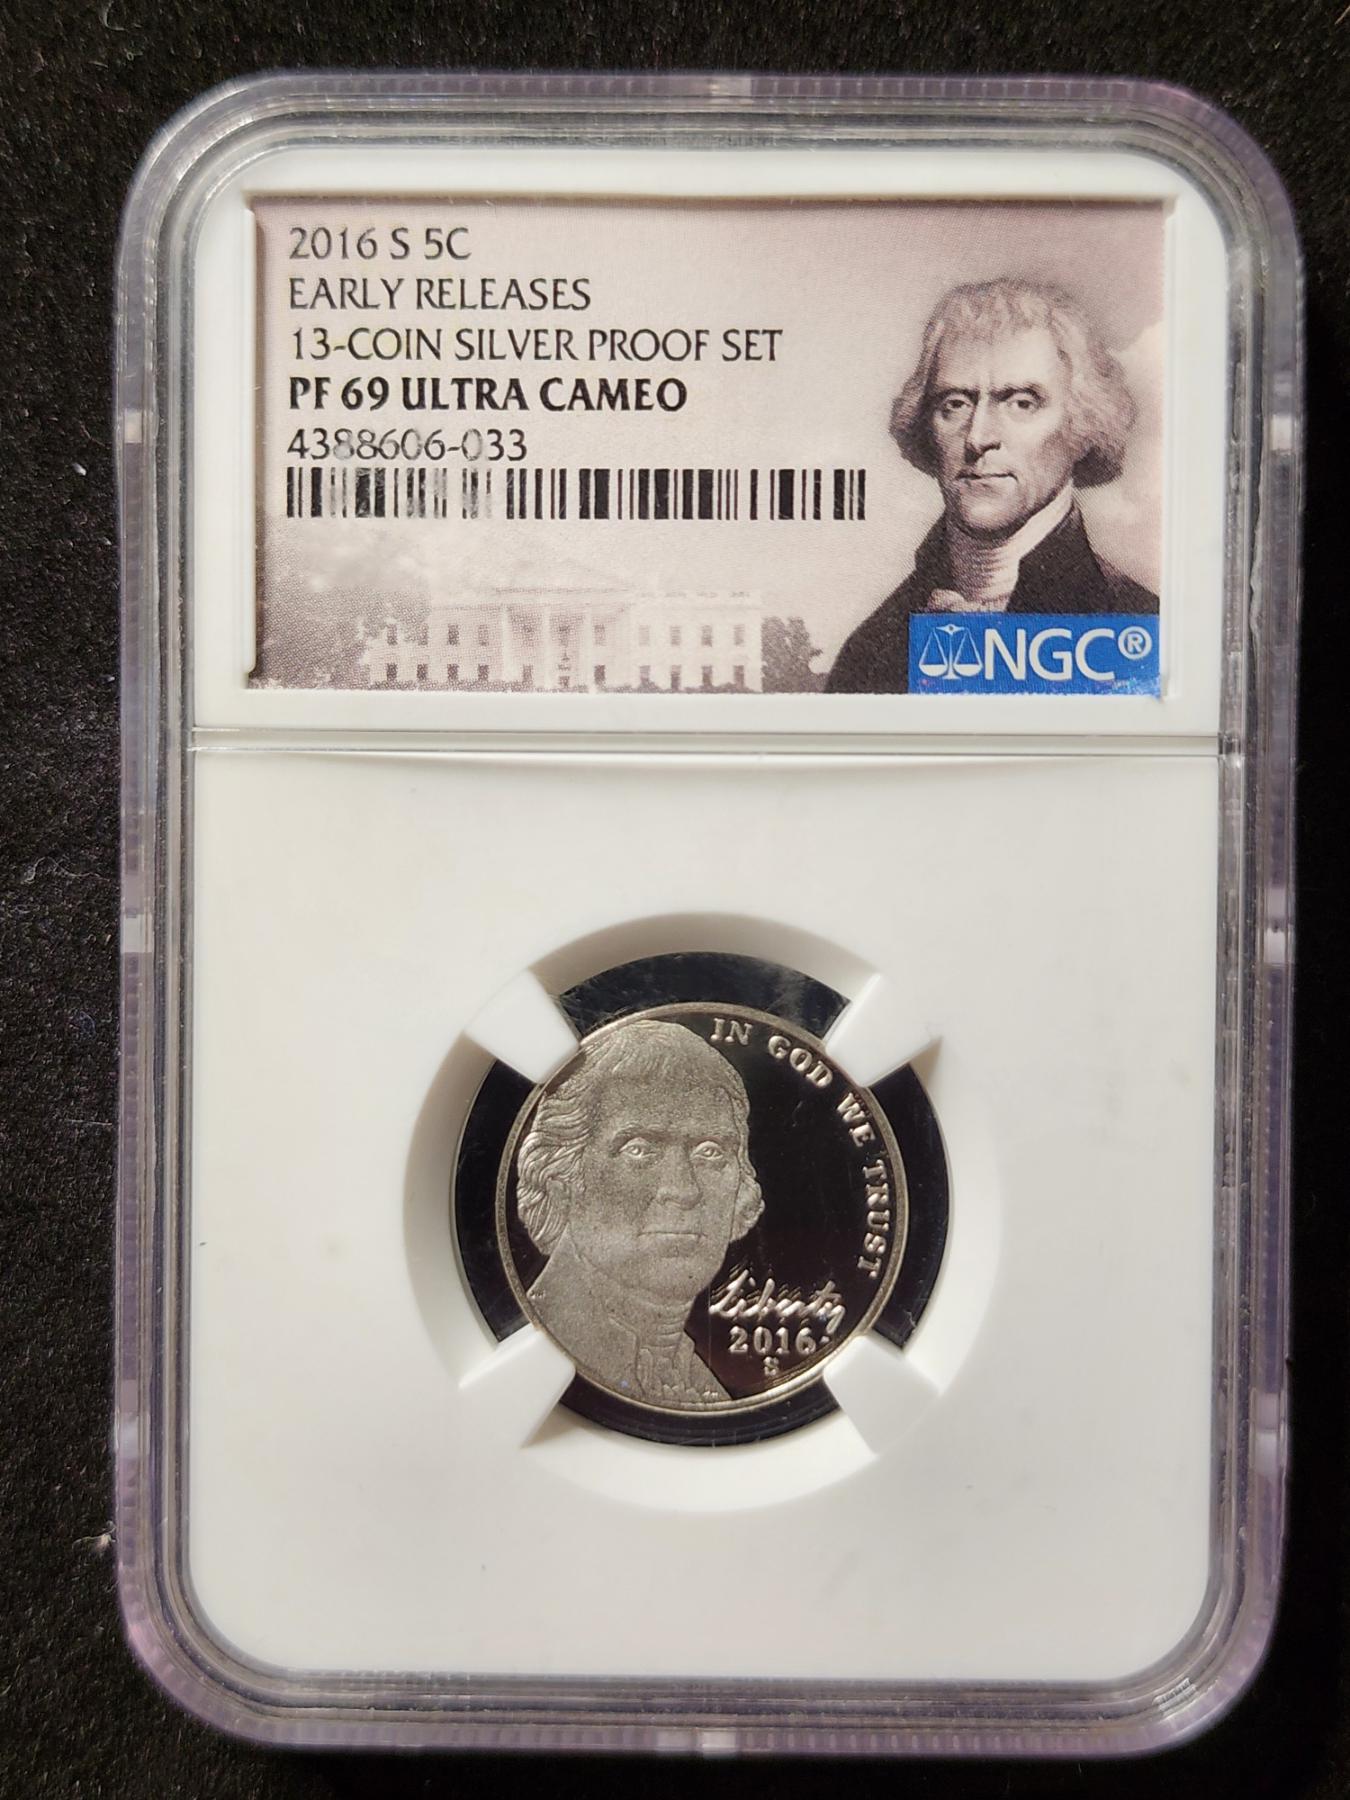 2016 S 5C
EARLY RELEASES
13-COIN SILVER PROOF SET
PF 69 ULTRA CAMEO
4388606-033
NGC®
IN GOD WE TRUST
Liberty
2016
S